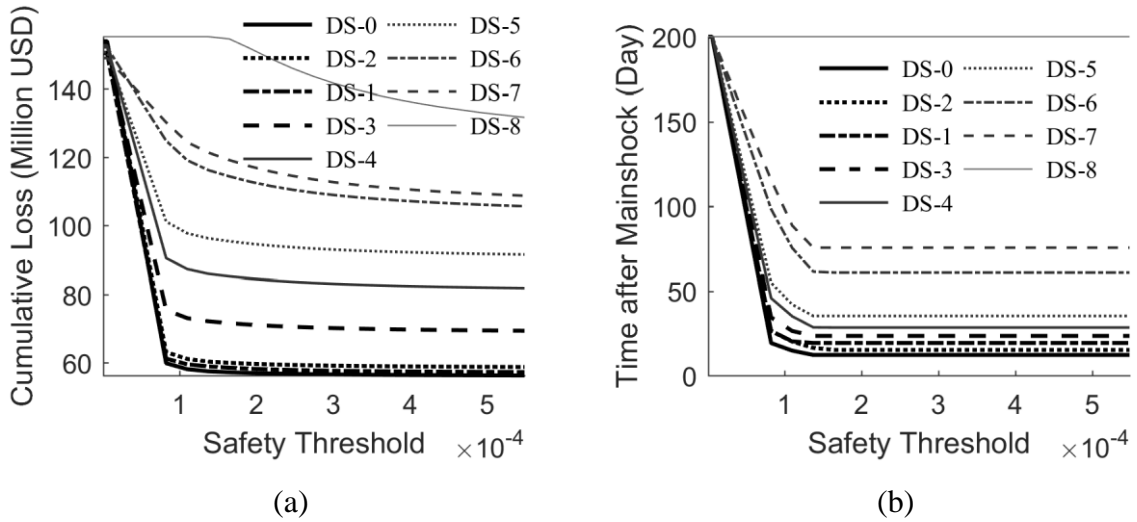 Cumulative Loss (Million USD)
140
120
100
80
60
DS-0
DS-2
DS-1
DS-3
DS-4
DS-5
DS-6
DS-7
DS-8
1 2 3 4 5
Safety Threshold ×10⁻⁴
(a)
Time after Mainshock (Day)
200
150
100
50
0
DS-0
DS-2
DS-1
DS-3
DS-4
DS-5
DS-6
DS-7
DS-8
1 2 3 4 5
Safety Threshold ×10⁻⁴
(b)